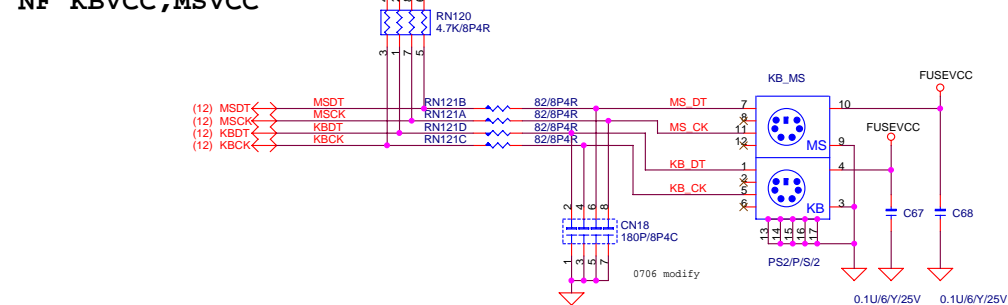 NF KBVCC,MSVCC
RN120
4.7K/8P4R
3
1
7
5
KB_MS
FUSEVCC
(12) MSDT MSDT RN121B 82/8P4R MS_DT 7 10
(12) MSCK MSCK RN121A 82/8P4R MS_CK 8 11 FUSEVCC
(12) KBDT KBDT RN121D 82/8P4R 12 MS 9
(12) KBCK KBCK RN121C 82/8P4R
KB_DT 1 4
2
KB_CK 5
6 KB 3
C67 C68
2 4 6 8
CN18
180P/8P4C
13 14 15 16 17
1 3 5 7
PS2/P/S/2
0706 modify
0.1U/6/Y/25V 0.1U/6/Y/25V